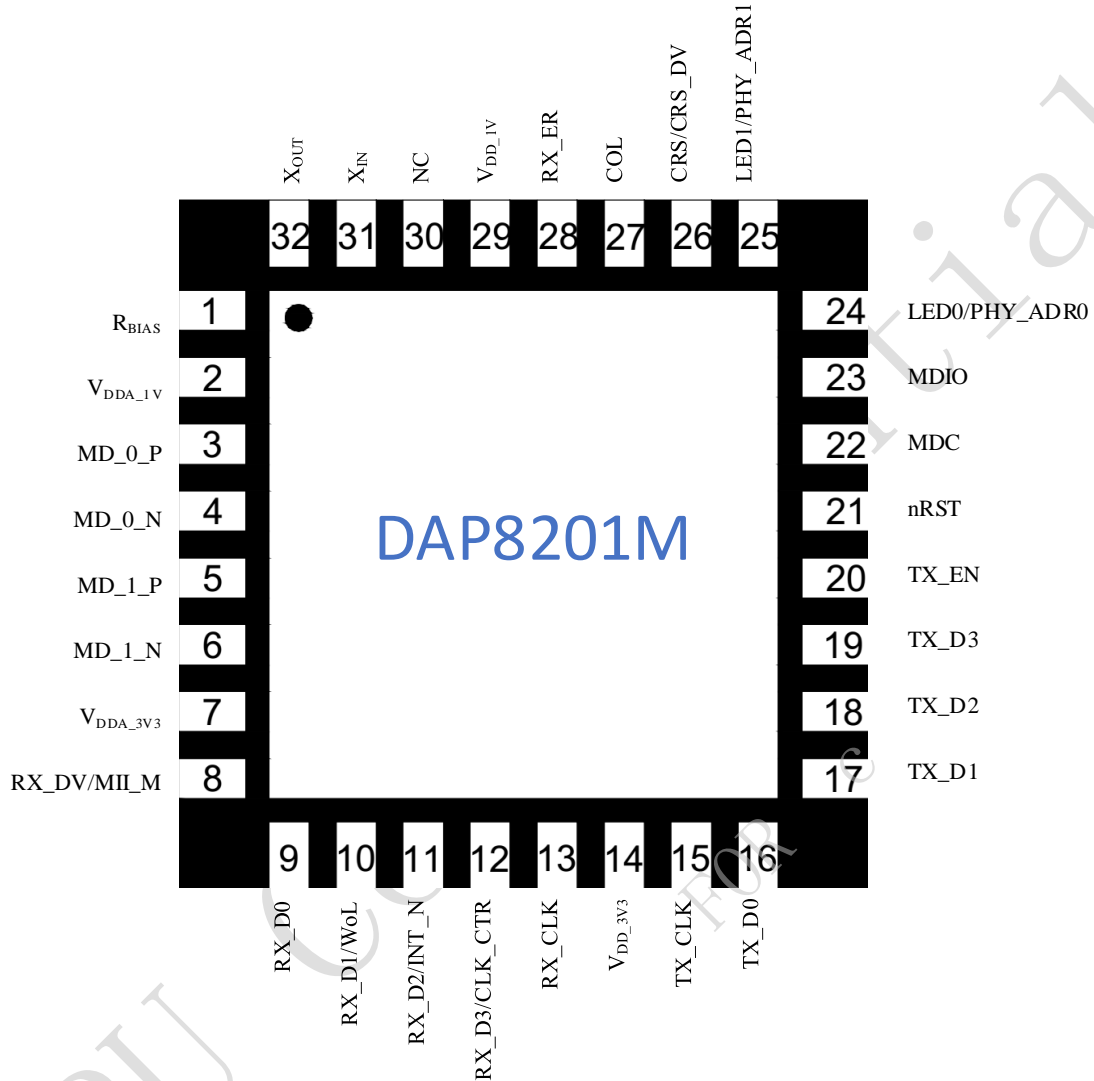 XOUT
XIN
NC
VDD_1V
RX_ER
COL
CRS/CRS_DV
LED1/PHY_ADR1
32
31
30
29
28
27
26
25
RBIAS 1
VDDA_1V 2
MD_0_P 3
MD_0_N 4
MD_1_P 5
MD_1_N 6
VDDA_3V3 7
RX_DV/MII_M 8
DAP8201M
24 LED0/PHY_ADR0
23 MDIO
22 MDC
21 nRST
20 TX_EN
19 TX_D3
18 TX_D2
17 TX_D1
9
10
11
12
13
14
15
16
RX_D0
RX_D1/WoL
RX_D2/INT_N
RX_D3/CLK_CTR
RX_CLK
VDD_3V3
TX_CLK
TX_D0
FOR